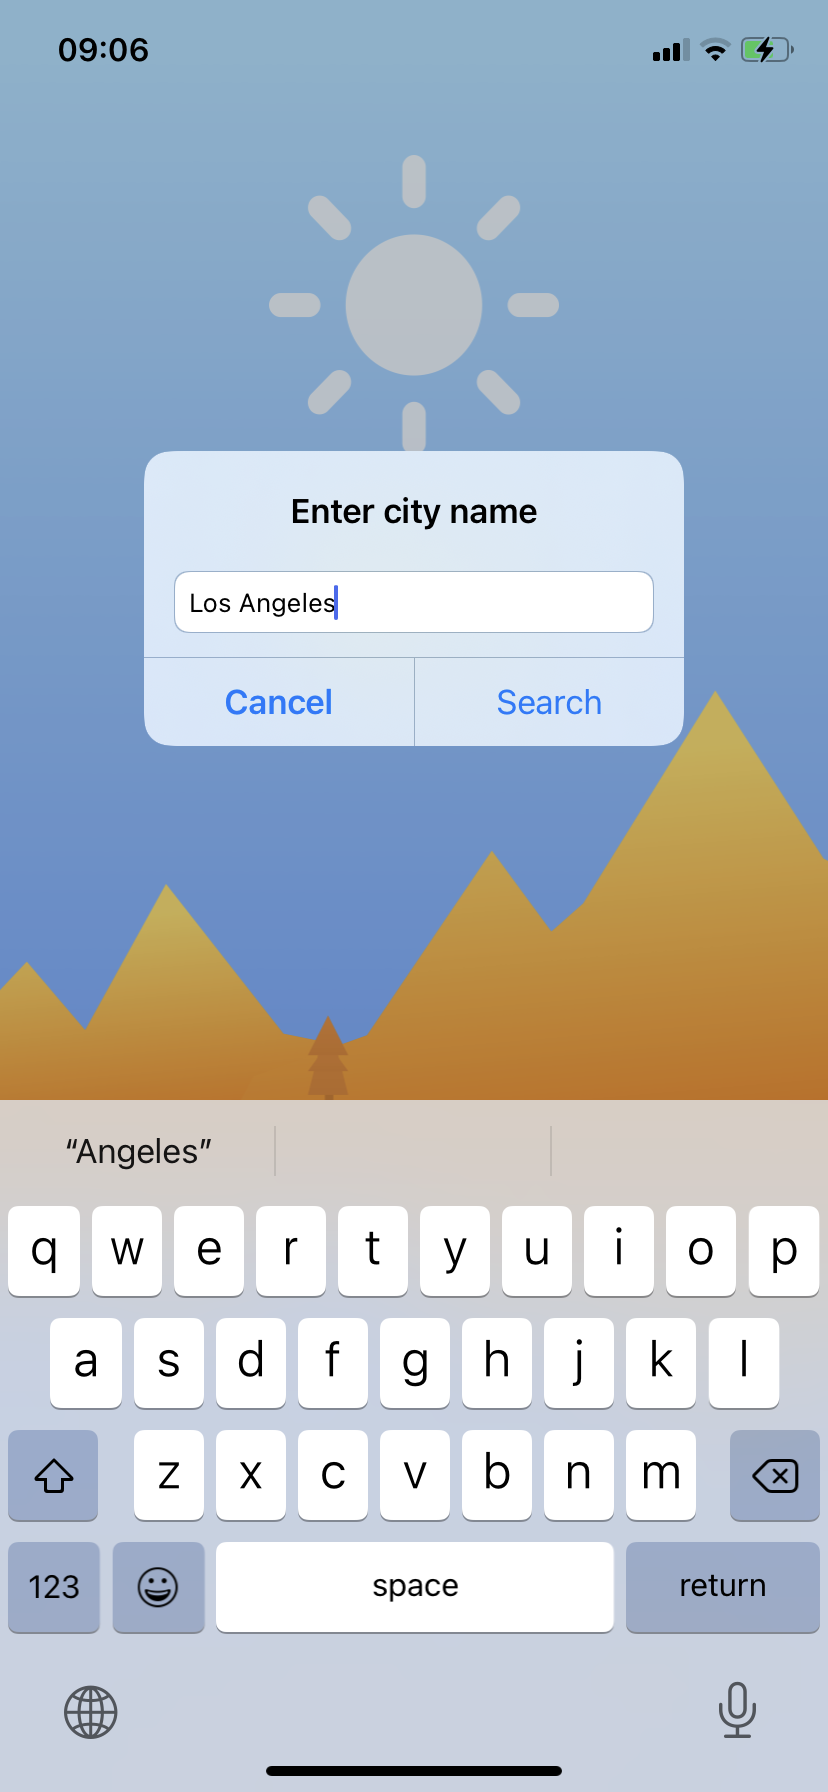 09:06
Enter city name
Los Angeles
Cancel Search
“Angeles”
q w e r t y u i o p
a s d f g h j k l
z x c v b n m
123 space return